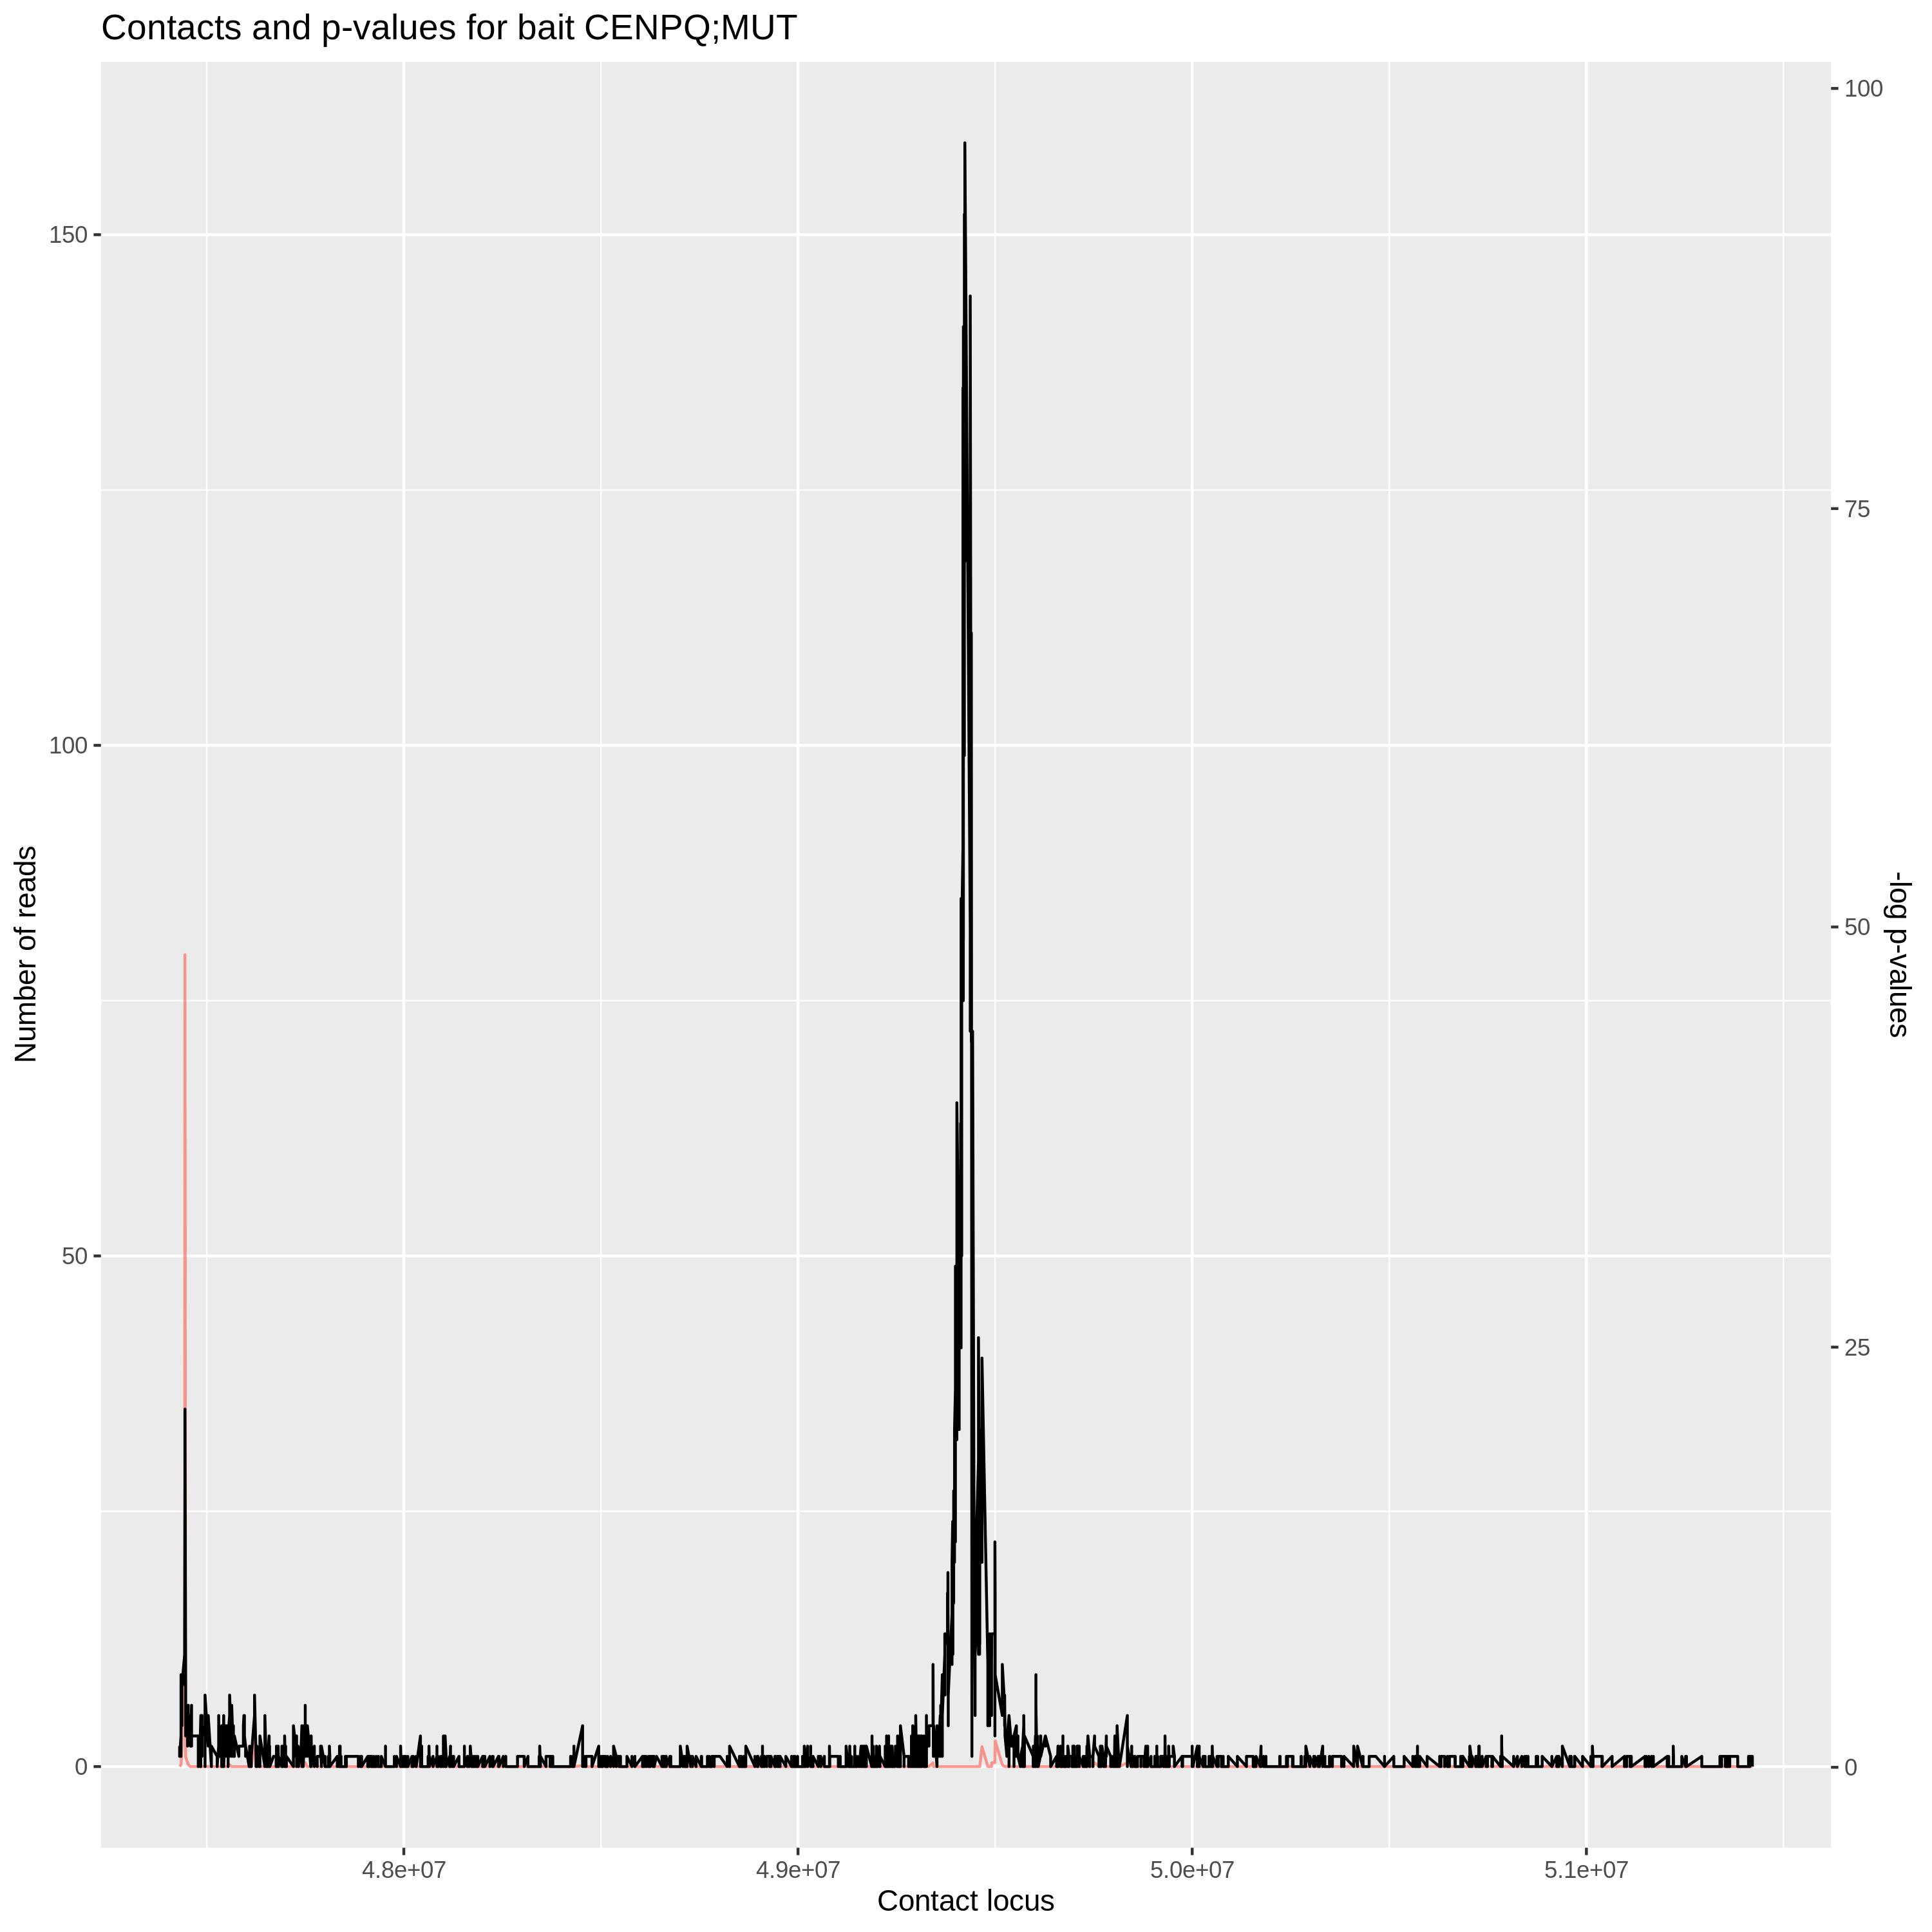 Contacts and p-values for bait CENPQ;MUT
Number of reads
150
100
50
0
100
75
50
25
0
-log p-values
4.8e+07
4.9e+07
5.0e+07
5.1e+07
Contact locus